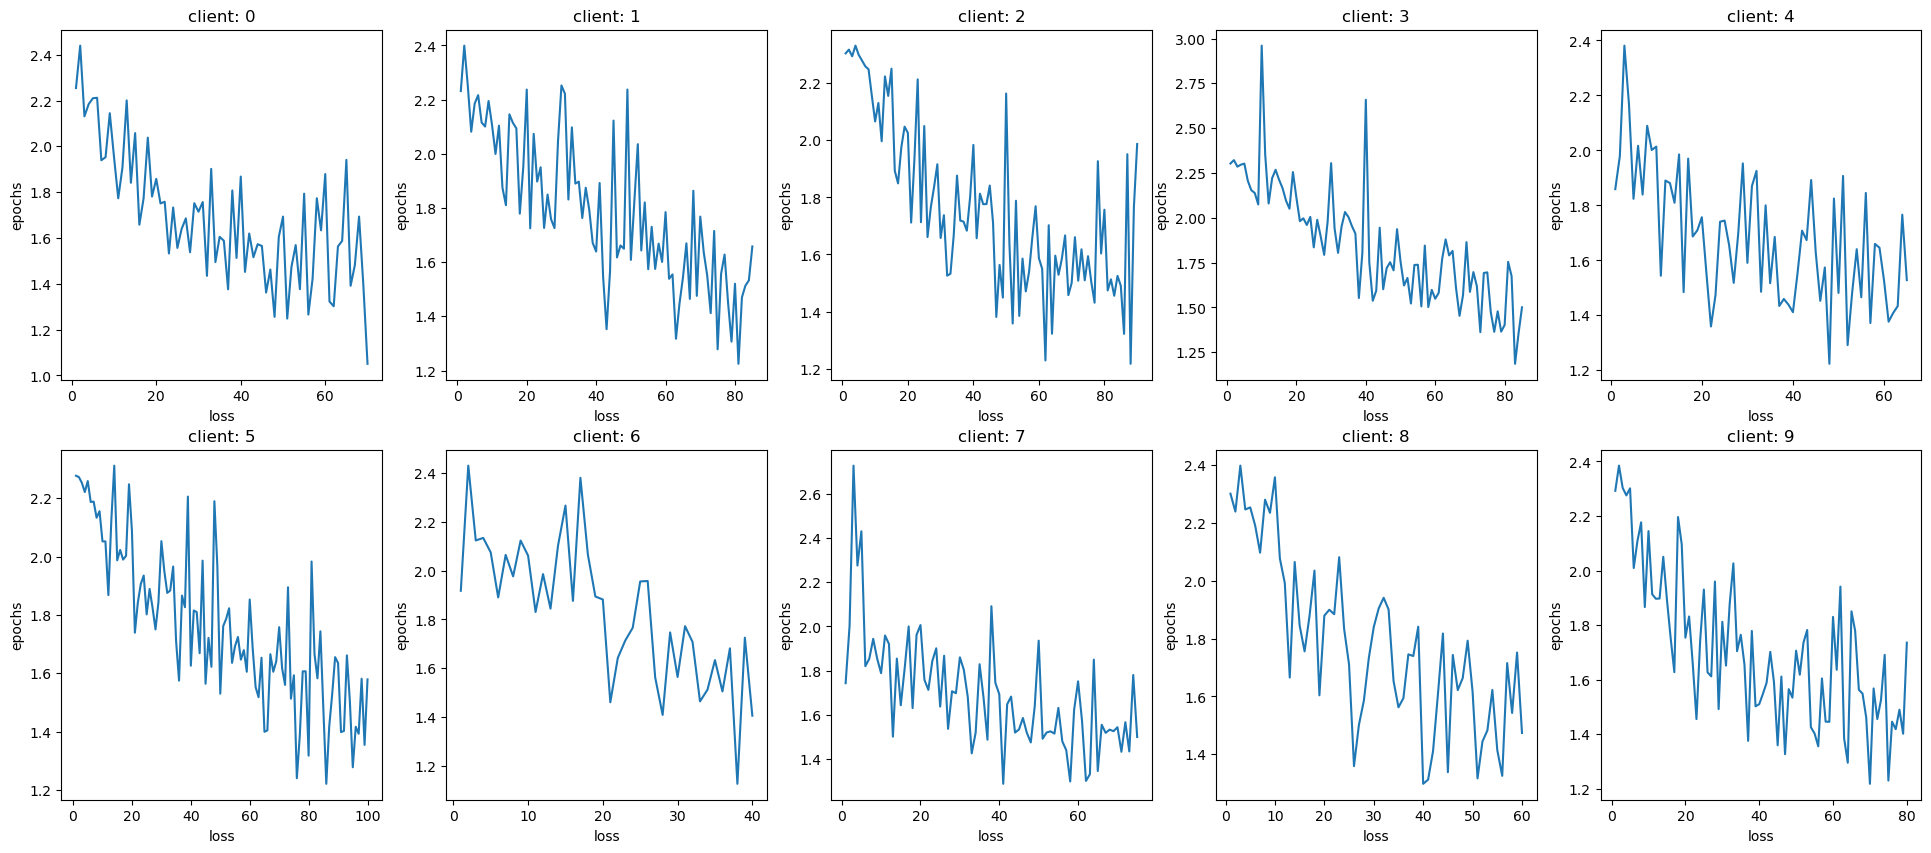 client: 0
2.4
2.2
2.0
1.8
1.6
1.4
1.2
1.0
epochs
0 20 40 60
loss
client: 1
2.4
2.2
2.0
1.8
1.6
1.4
1.2
epochs
0 20 40 60 80
loss
client: 2
2.2
2.0
1.8
1.6
1.4
1.2
epochs
0 20 40 60 80
loss
client: 3
3.00
2.75
2.50
2.25
2.00
1.75
1.50
1.25
epochs
0 20 40 60 80
loss
client: 4
2.4
2.2
2.0
1.8
1.6
1.4
1.2
epochs
0 20 40 60
loss
client: 5
2.2
2.0
1.8
1.6
1.4
1.2
epochs
0 20 40 60 80 100
loss
client: 6
2.4
2.2
2.0
1.8
1.6
1.4
1.2
epochs
0 10 20 30 40
loss
client: 7
2.6
2.4
2.2
2.0
1.8
1.6
1.4
epochs
0 20 40 60
loss
client: 8
2.4
2.2
2.0
1.8
1.6
1.4
epochs
0 10 20 30 40 50 60
loss
client: 9
2.4
2.2
2.0
1.8
1.6
1.4
1.2
epochs
0 20 40 60 80
loss